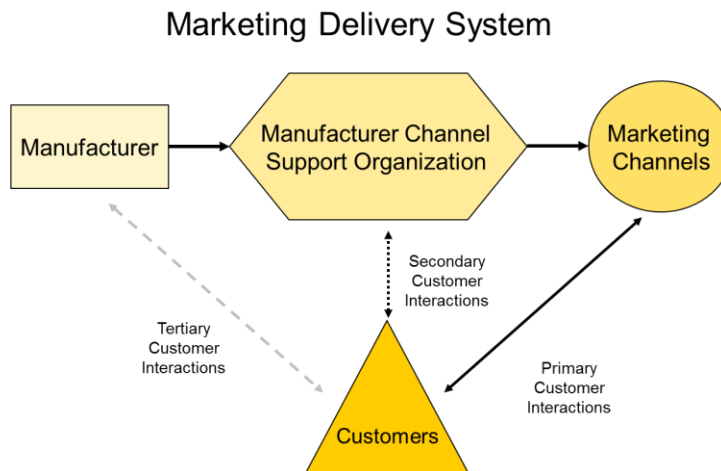 Marketing Delivery System
Manufacturer
Manufacturer Channel
Support Organization
Marketing
Channels
Secondary
Customer
Interactions
Tertiary
Customer
Interactions
Primary
Customer
Interactions
Customers